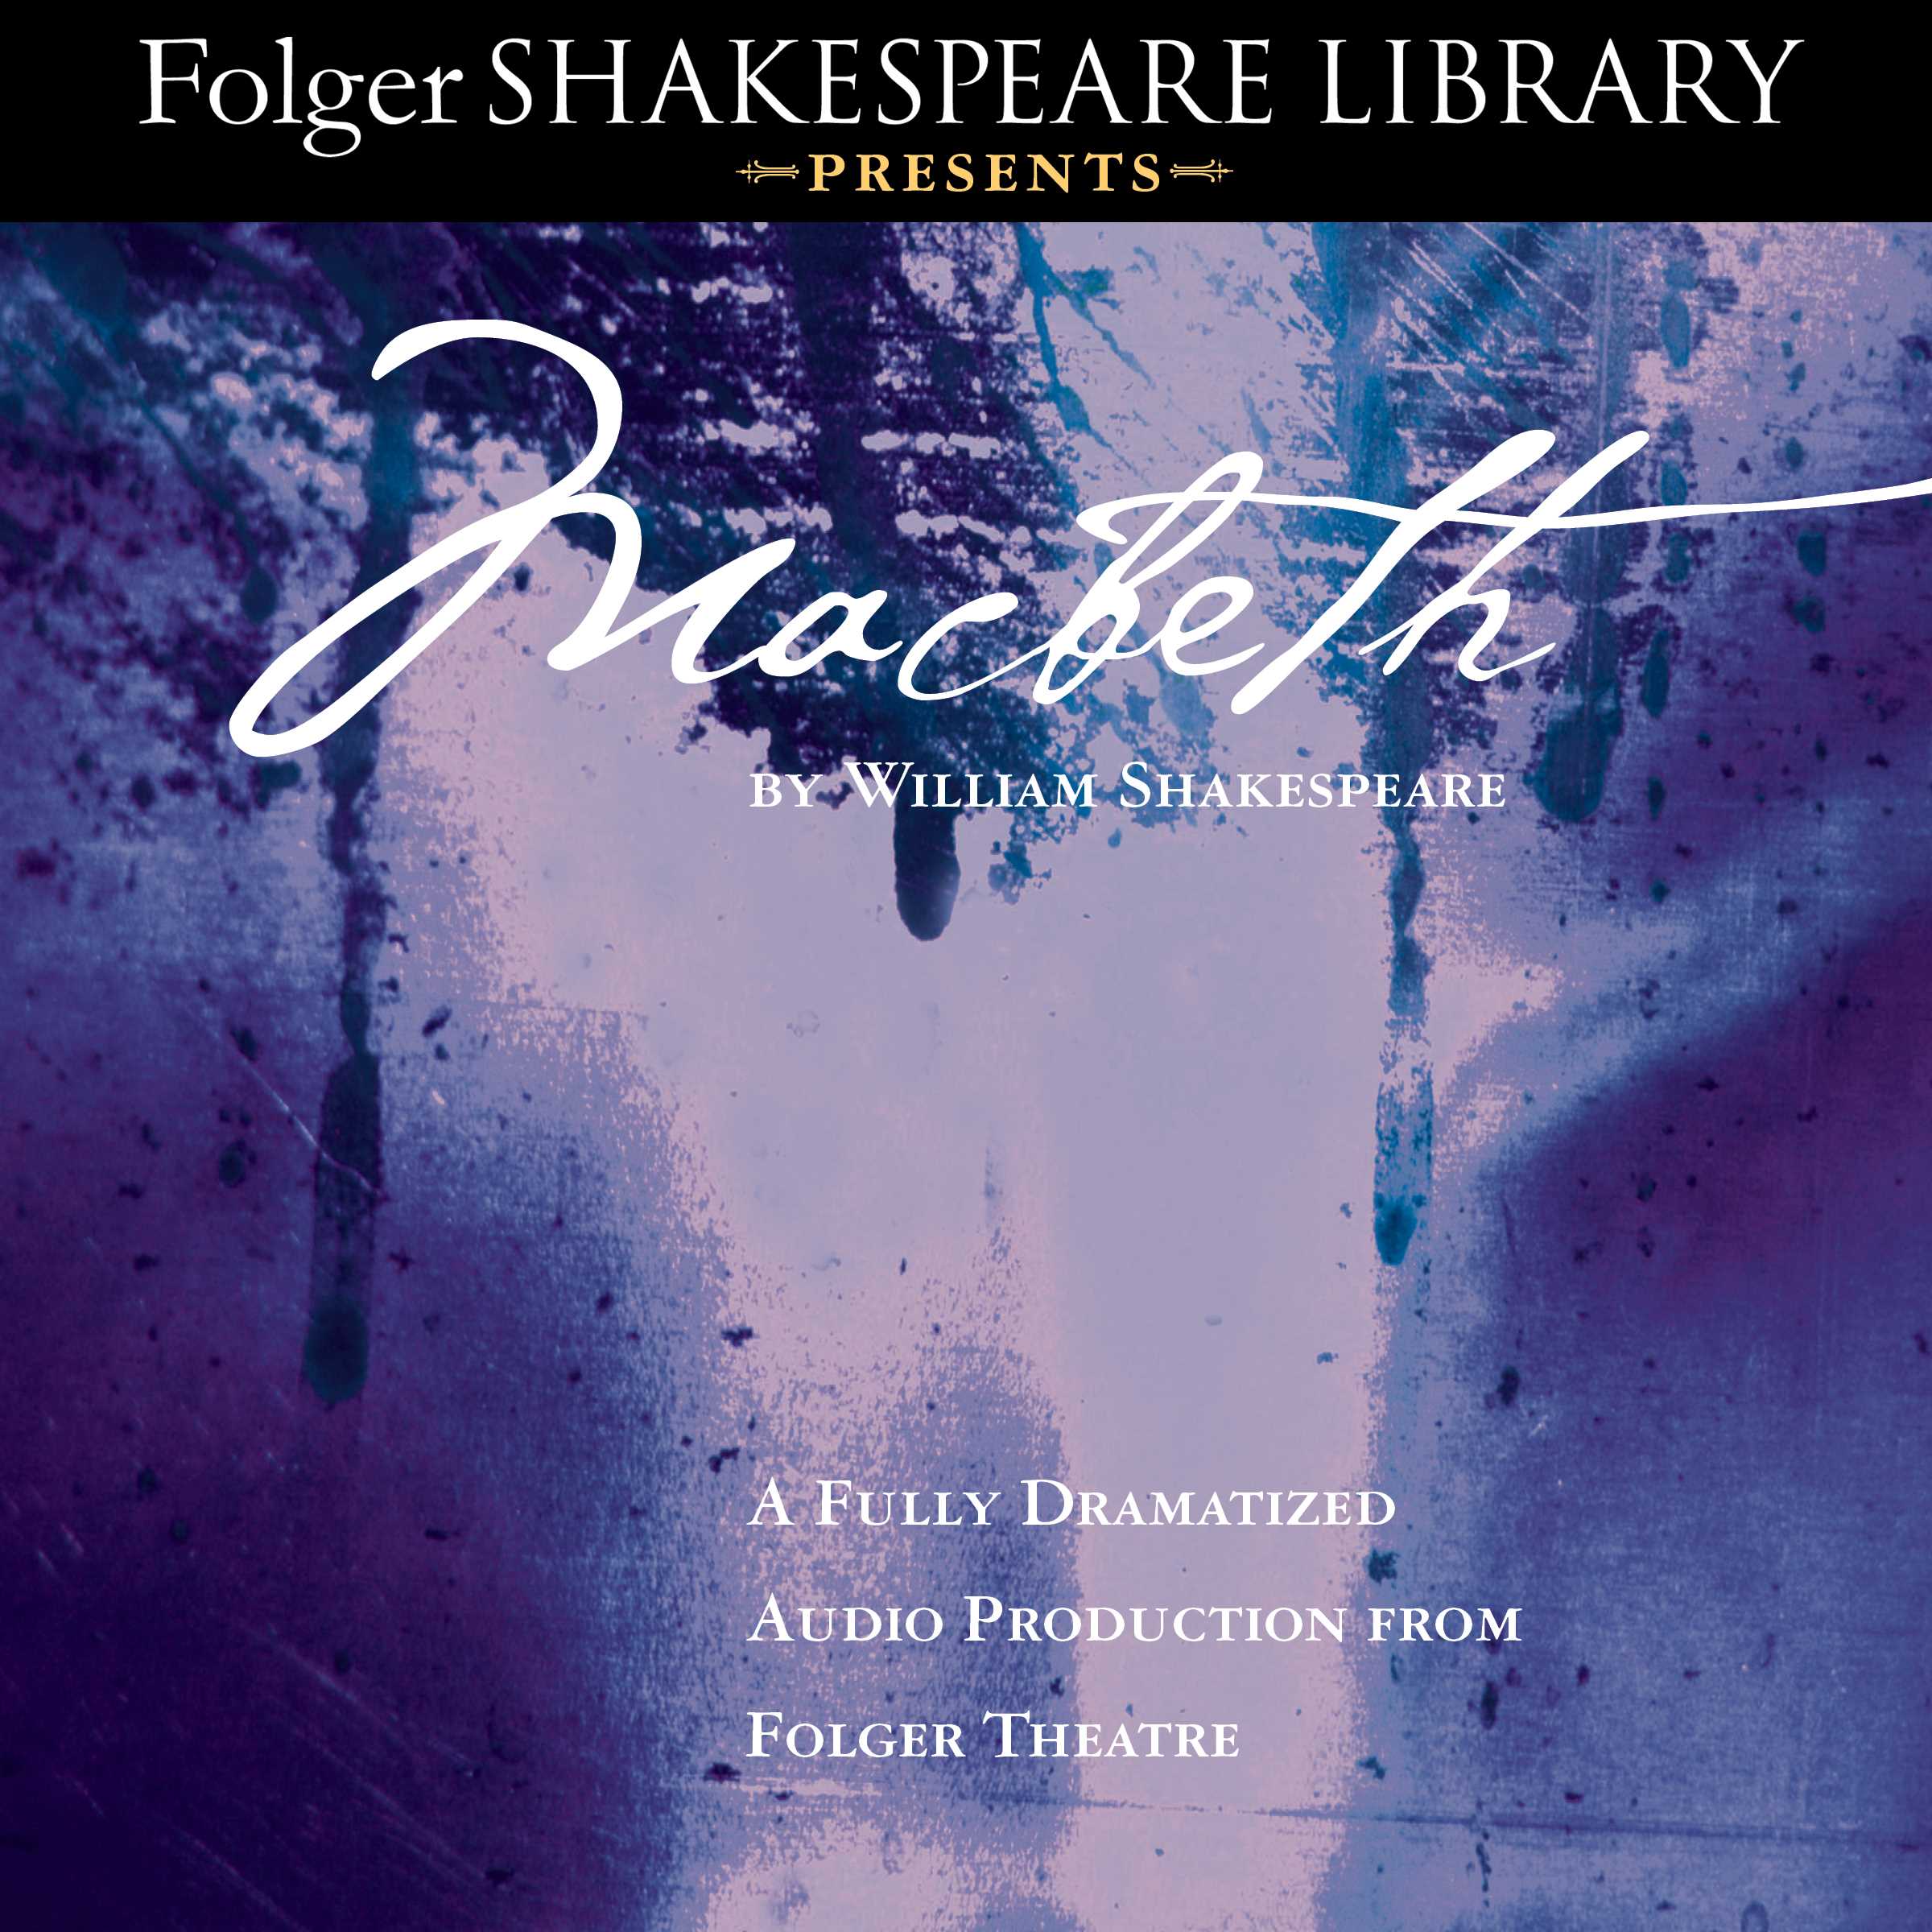 Folger SHAKESPEARE LIBRARY
PRESENTS
Macbeth
BY WILLIAM SHAKESPEARE
A FULLY DRAMATIZED
AUDIO PRODUCTION FROM
FOLGER THEATRE